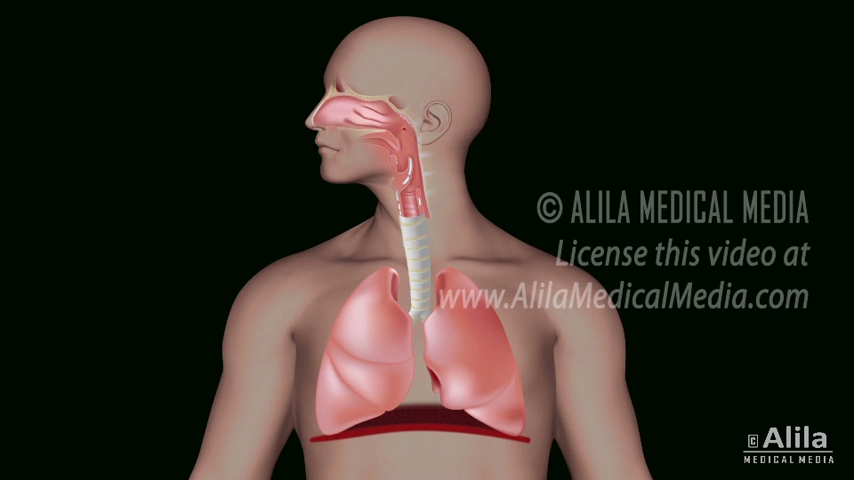 © ALILA MEDICAL MEDIA
License this video at
www.AlilaMedicalMedia.com
© Alila
MEDICAL MEDIA